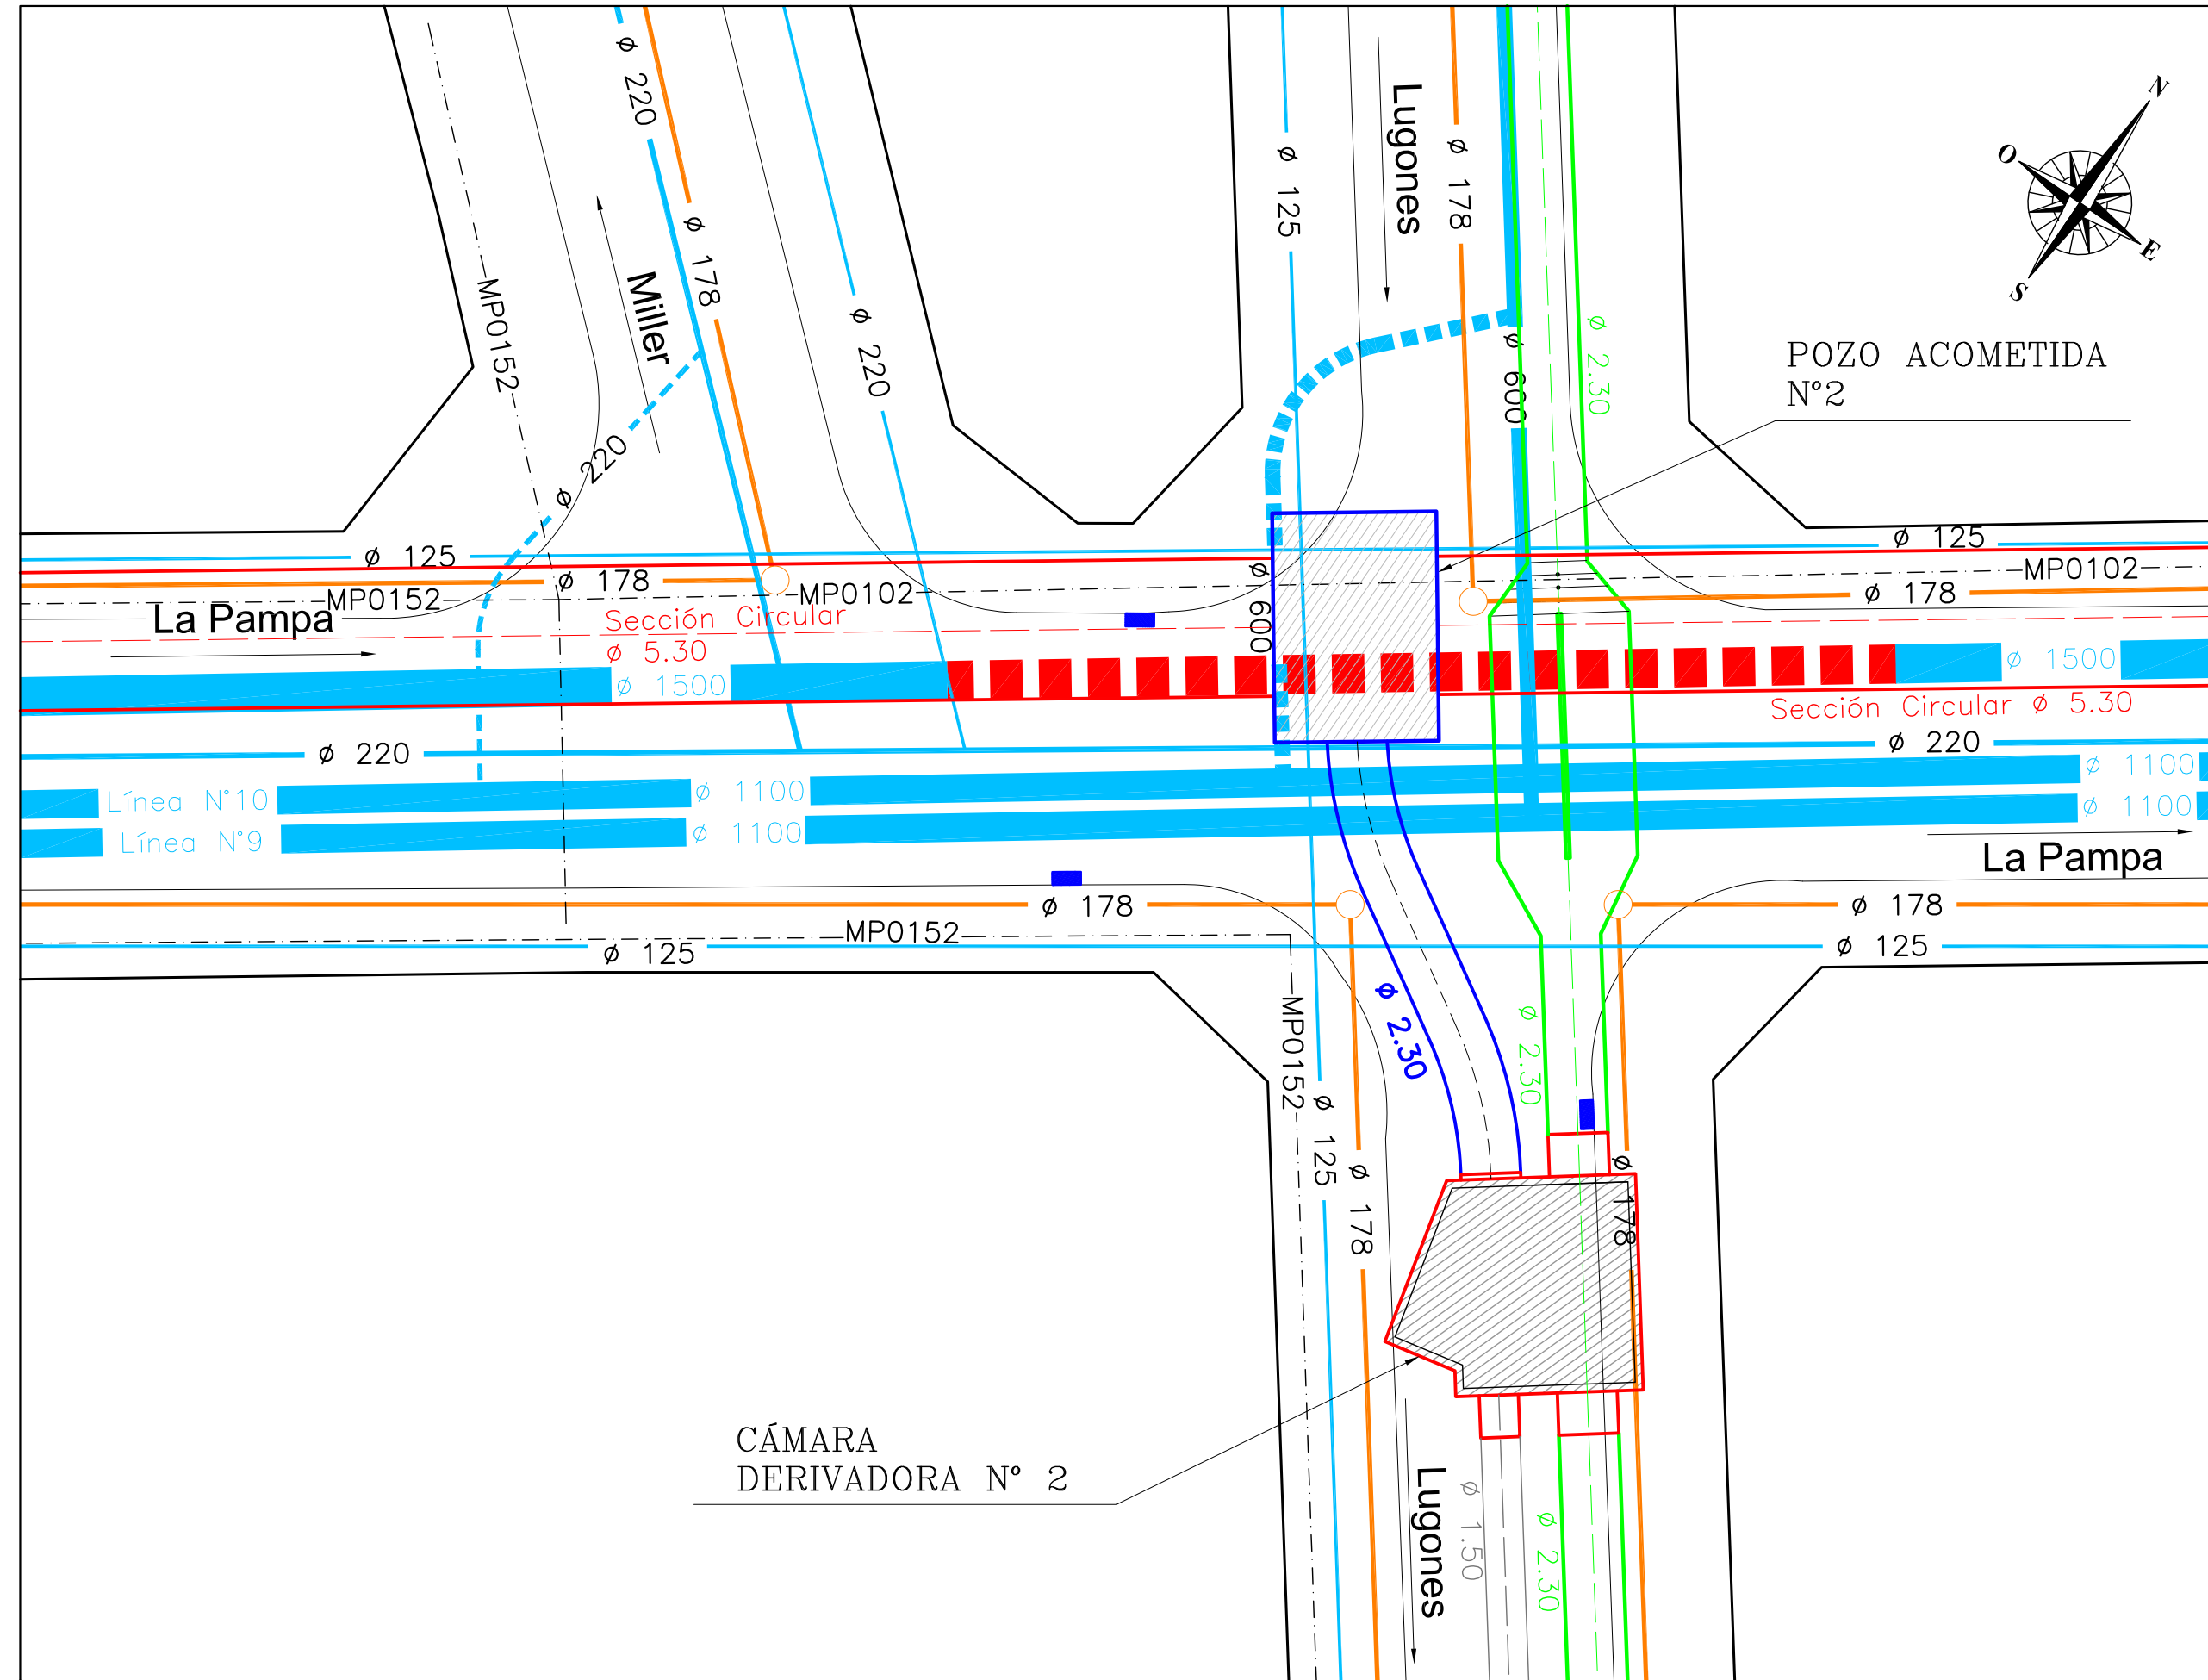 ø 220
ø 178
ø 220
MP0152
Miller
ø 220
ø 125
Lugones
ø 178
ø 600
ø 2.30
N
O
E
S
POZO ACOMETIDA
N°2
ø 125
ø 178
MP0152
MP0102
La Pampa
Sección Circular
ø 5.30
ø 1500
ø 600
ø 125
MP0102
ø 178
ø 1500
Sección Circular ø 5.30
ø 220
ø 220
Línea N°10
ø 1100
ø 1100
Línea N°9
ø 1100
ø 1100
La Pampa
ø 178
ø 178
MP0152
ø 125
ø 125
MP0152
ø 2.30
ø 2.30
ø 125
ø 178
ø 178
CÁMARA
DERIVADORA N° 2
Lugones
ø 1.50
ø 2.30